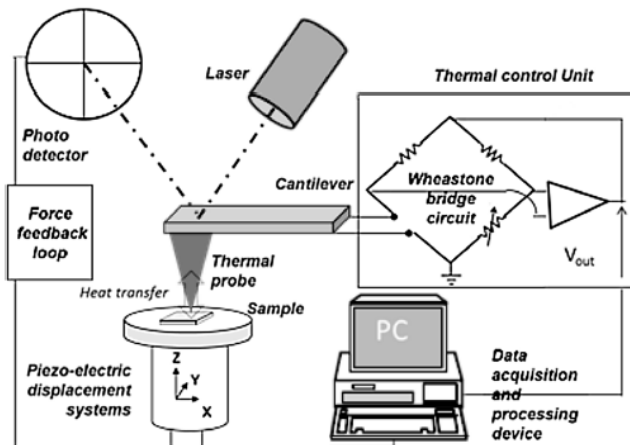 Laser
Thermal control Unit
Photo
detector
Cantilever
Wheastone
bridge
circuit
Force
feedback
loop
Thermal
probe
Heat transfer
Sample
Vout
PC
Piezo-electric
displacement
systems
Z
Y
X
Data
acquisition
and
processing
device